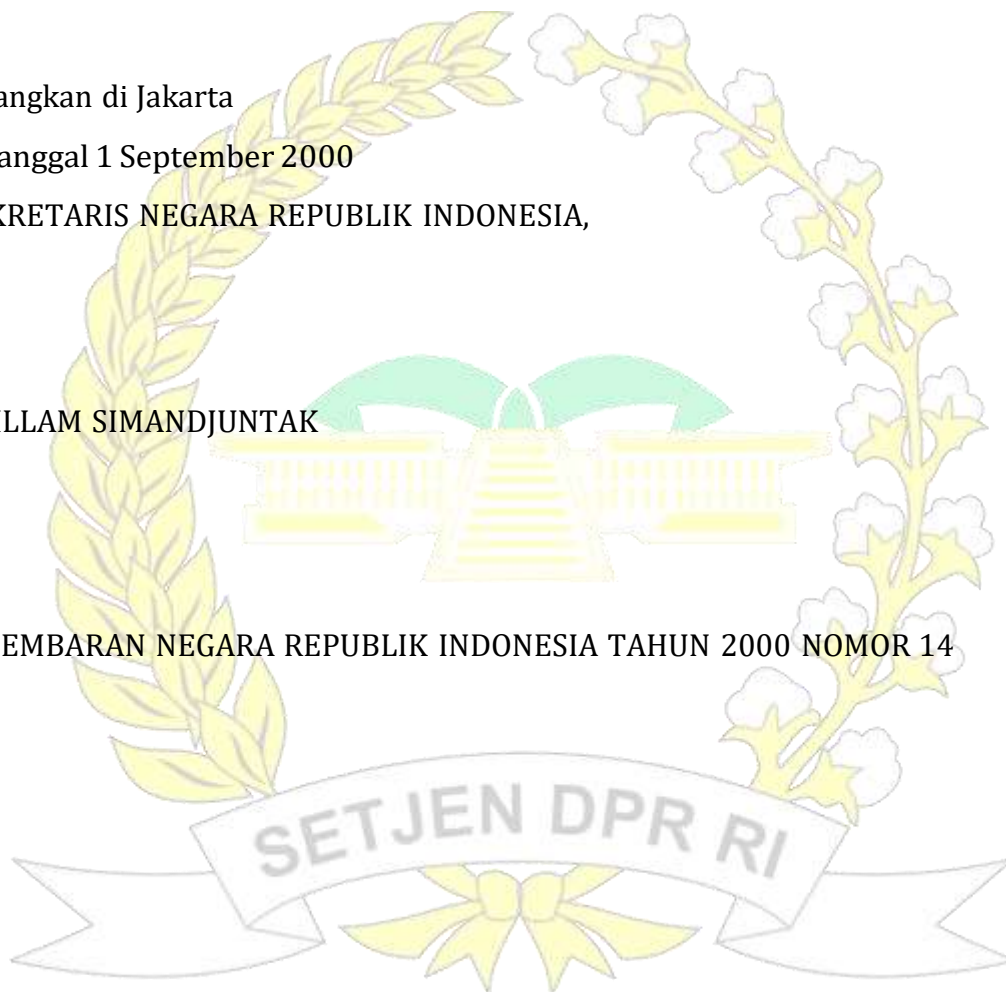 angkan di Jakarta
anggal 1 September 2000
KRETARIS NEGARA REPUBLIK INDONESIA,
ILLAM SIMANDJUNTAK
EMBARAN NEGARA REPUBLIK INDONESIA TAHUN 2000 NOMOR 14
SETJEN DPR RI